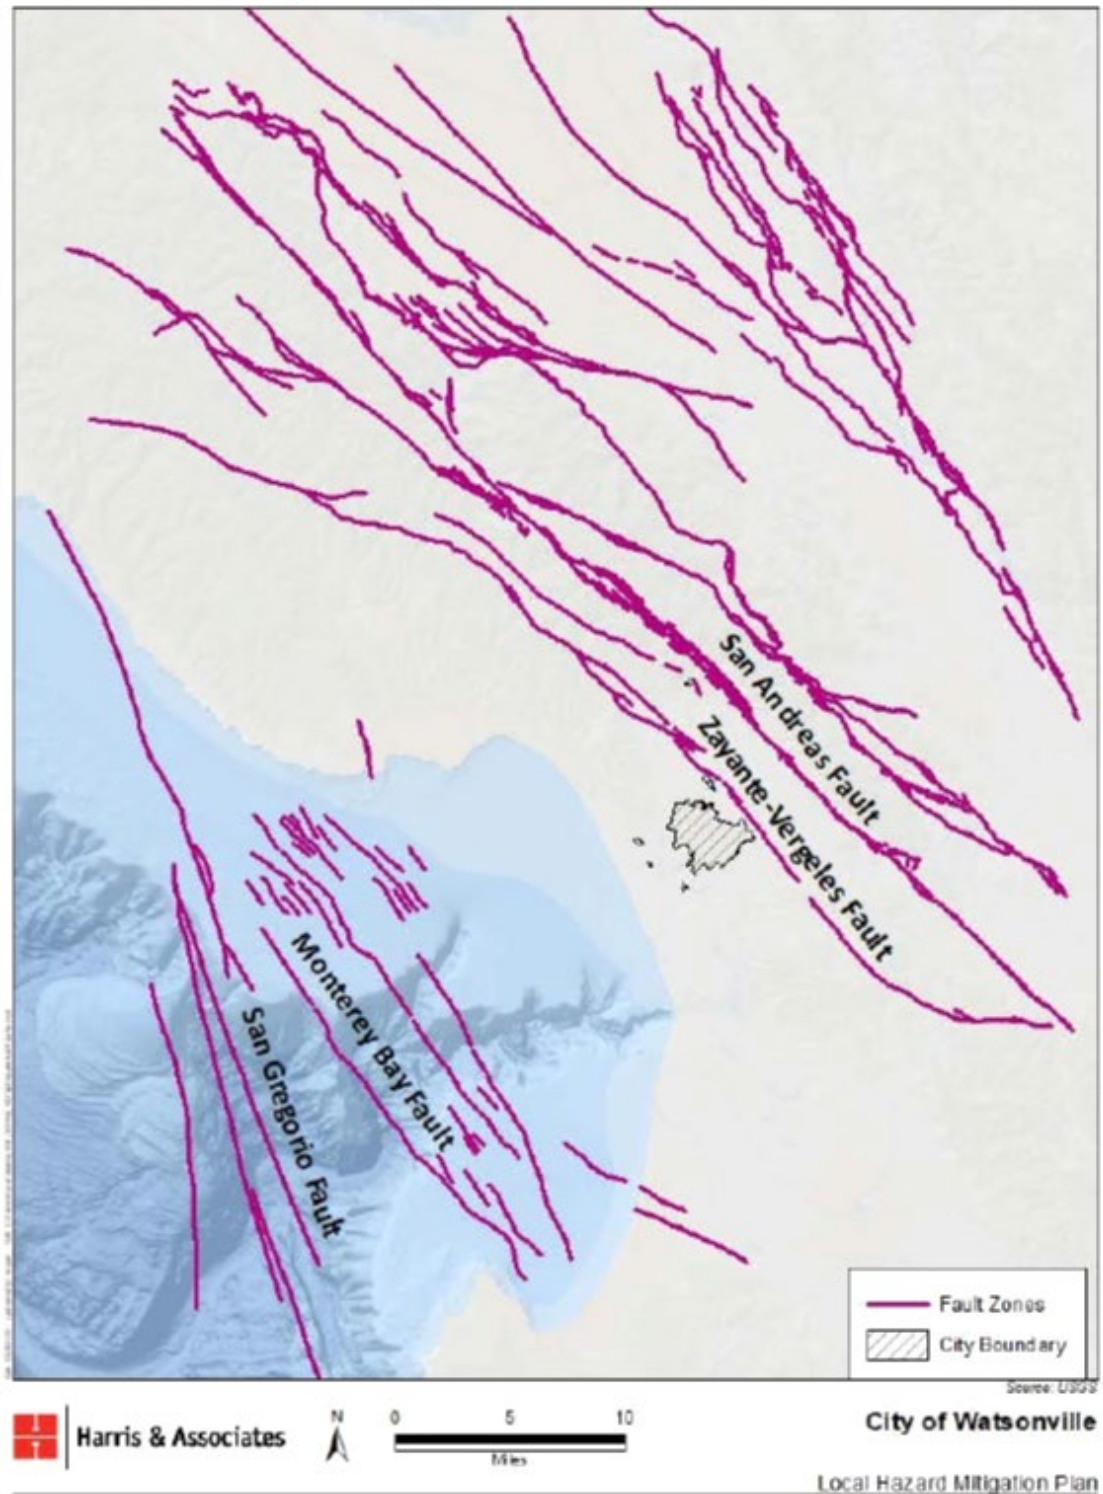 San Andreas Fault
Zayante-Vergeles Fault
Monterey Bay Fault
San Gregorio Fault
Fault Zones
City Boundary
Source: USGS
Harris & Associates
N
0 5 10
Miles
City of Watsonville
Local Hazard Mitigation Plan